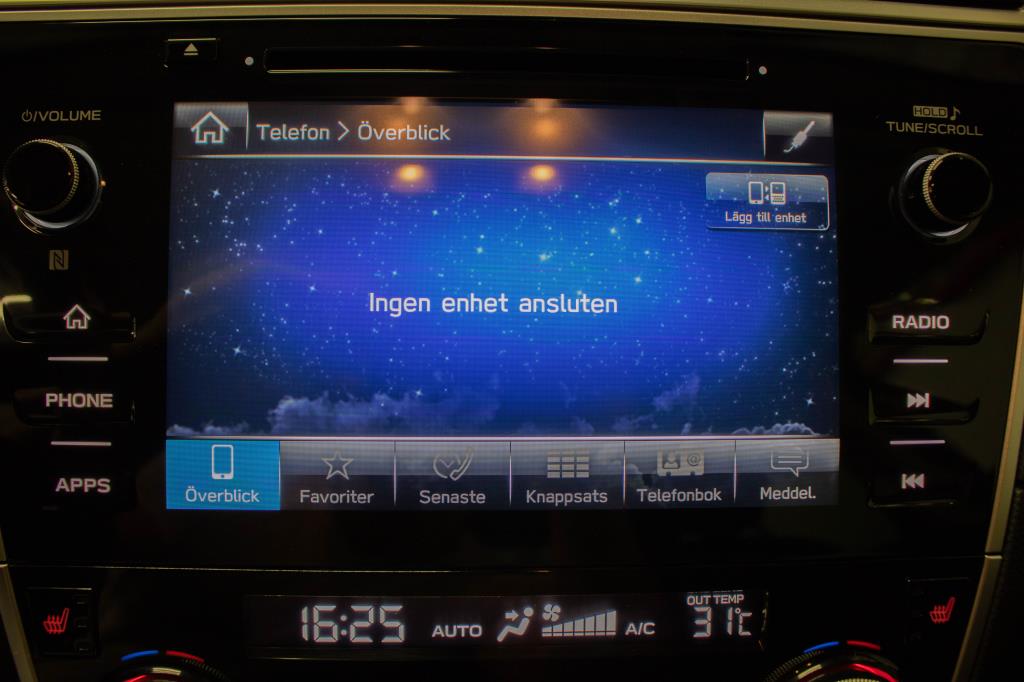 ⏻/VOLUME
HOLD ♪
TUNE/SCROLL
Telefon > Överblick
Lägg till enhet
Ingen enhet ansluten
RADIO
PHONE
APPS
Överblick
Favoriter
Senaste
Knappsats
Telefonbok
Meddel.
16:25
AUTO
A/C
OUT TEMP
31°C